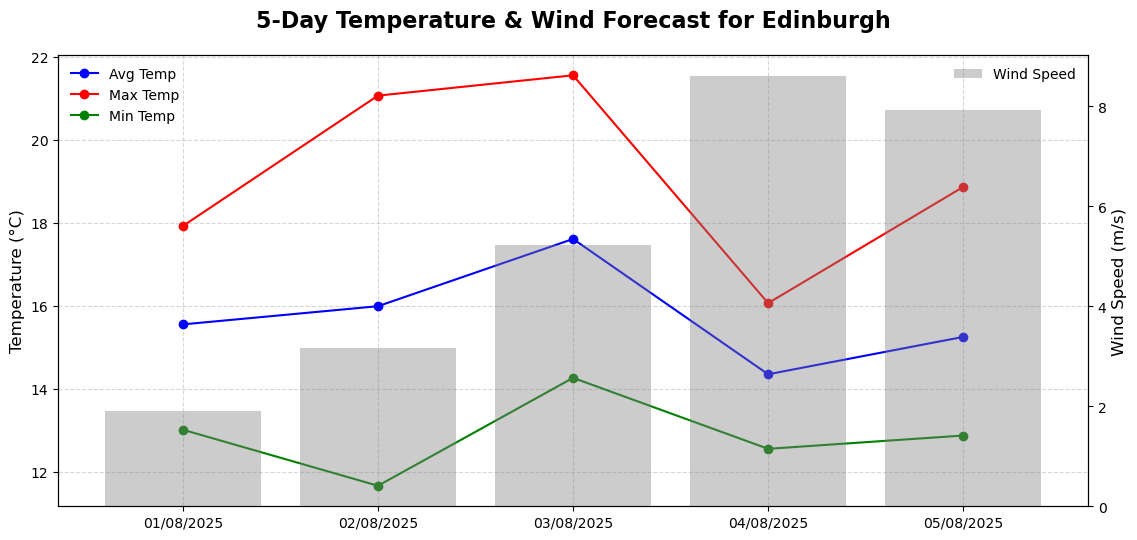 5-Day Temperature & Wind Forecast for Edinburgh
Avg Temp
Max Temp
Min Temp
Wind Speed
Temperature (°C)
22
20
18
16
14
12
Wind Speed (m/s)
8
6
4
2
0
01/08/2025
02/08/2025
03/08/2025
04/08/2025
05/08/2025